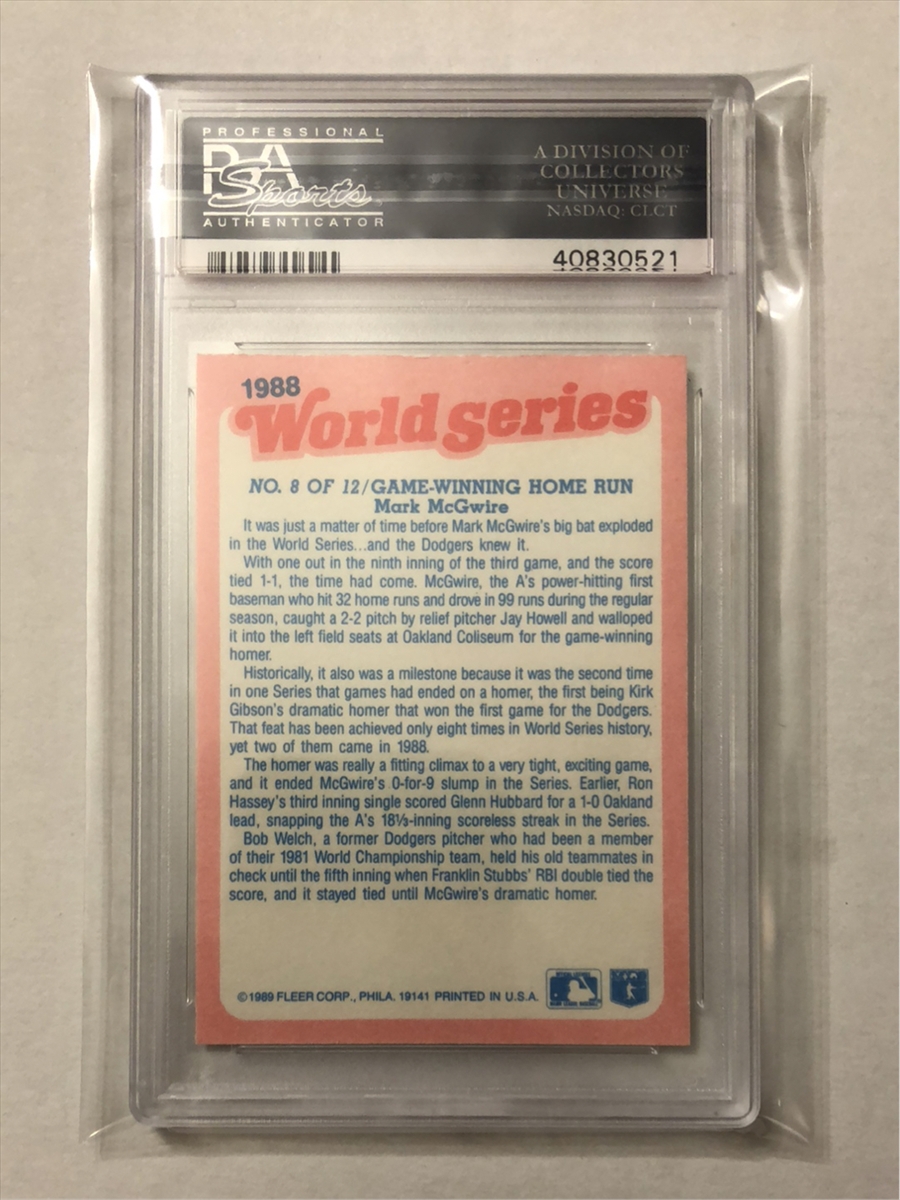 PROFESSIONAL
PSA
Sports
AUTHENTICATOR
A DIVISION OF
COLLECTORS
UNIVERSE
NASDAQ: CLCT
40830521
1988
World series
NO. 8 OF 12/GAME-WINNING HOME RUN
Mark McGwire
It was just a matter of time before Mark McGwire's big bat exploded
in the World Series...and the Dodgers knew it.
With one out in the ninth inning of the third game, and the score
tied 1-1, the time had come. McGwire, the A's power-hitting first
baseman who hit 32 home runs and drove in 99 runs during the regular
season, caught a 2-2 pitch by relief pitcher Jay Howell and walloped
it into the left field seats at Oakland Coliseum for the game-winning
homer.
Historically, it also was a milestone because it was the second time
in one Series that games had ended on a homer, the first being Kirk
Gibson's dramatic homer that won the first game for the Dodgers.
That feat has been achieved only eight times in World Series history,
yet two of them came in 1988.
The homer was really a fitting climax to a very tight, exciting game,
and it ended McGwire's 0-for-9 slump in the Series. Earlier, Ron
Hassey's third inning single scored Glenn Hubbard for a 1-0 Oakland
lead, snapping the A's 18⅓-inning scoreless streak in the Series.
Bob Welch, a former Dodgers pitcher who had been a member
of their 1981 World Championship team, held his old teammates in
check until the fifth inning when Franklin Stubbs' RBI double tied the
score, and it stayed tied until McGwire's dramatic homer.
©1989 FLEER CORP., PHILA. 19141 PRINTED IN U.S.A.